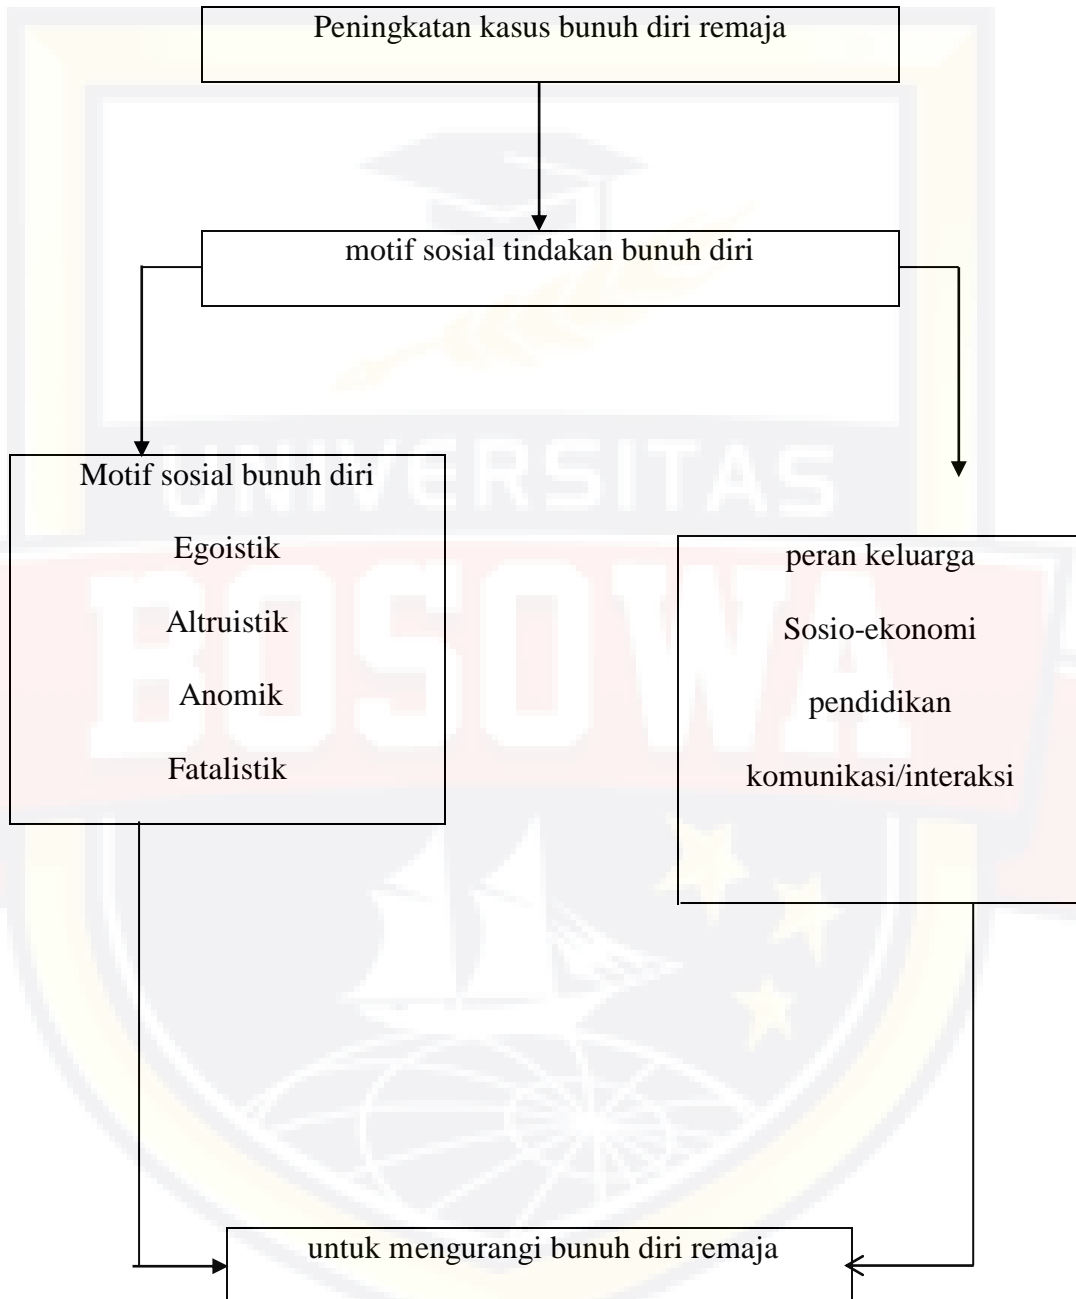 Peningkatan kasus bunuh diri remaja
motif sosial tindakan bunuh diri
Motif sosial bunuh diri
Egoistik
Altruistik
Anomik
Fatalistik
peran keluarga
Sosio-ekonomi
pendidikan
komunikasi/interaksi
untuk mengurangi bunuh diri remaja
UNIVERSITAS
BOSOWA